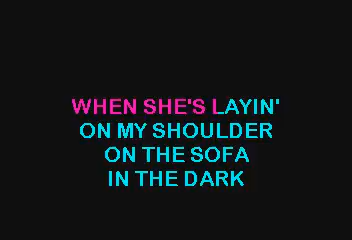 WHEN SHE'S LAYIN'
ON MY SHOULDER
ON THE SOFA
IN THE DARK